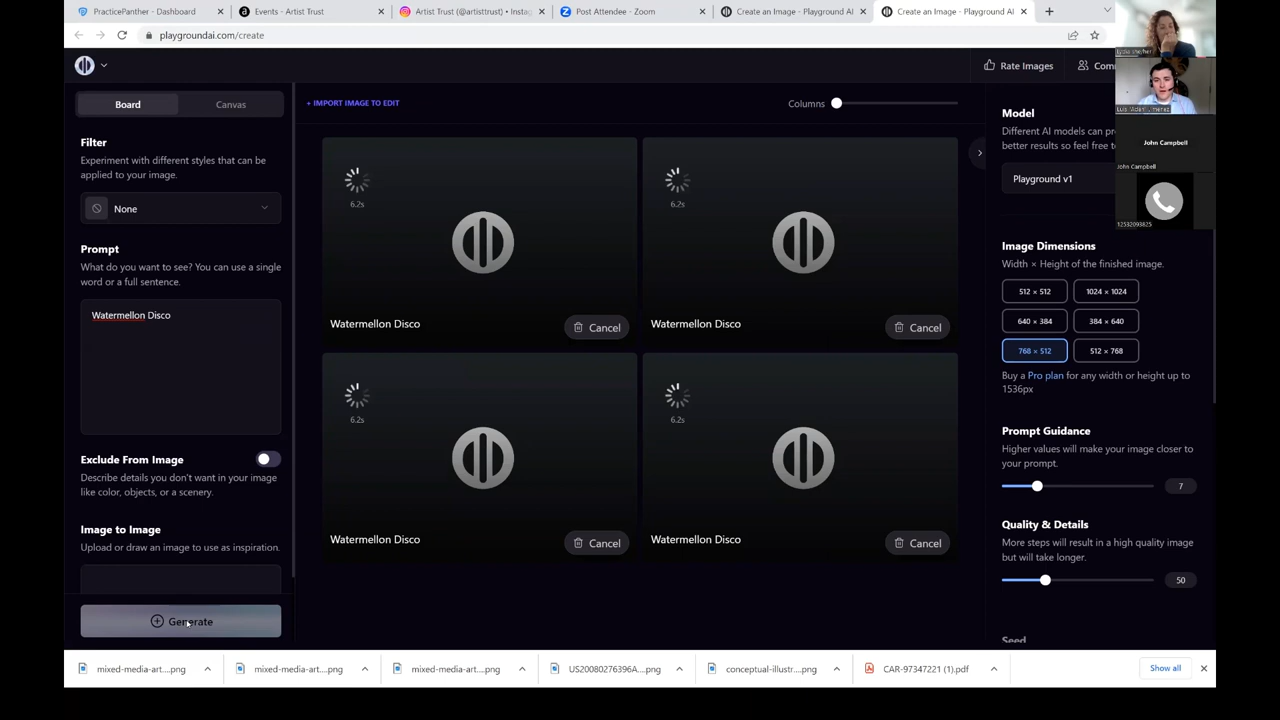 PracticePanther - Dashboard
Events - Artist Trust
Artist Trust (@artisttrust) • Insta
Post Attendee - Zoom
Create an Image - Playground AI
Create an Image - Playground AI
playgroundai.com/create
Rate Images
Com
Board
Canvas
+ IMPORT IMAGE TO EDIT
Columns
Filter
Experiment with different styles that can be
applied to your image.
None
Prompt
What do you want to see? You can use a single
word or a full sentence.
Watermellon Disco
Exclude From Image
Describe details you don't want in your image
like color, objects, or a scenery.
Image to Image
Upload or draw an image to use as inspiration.
Generate
6.2s
Watermellon Disco
Cancel
6.2s
Watermellon Disco
Cancel
6.2s
Watermellon Disco
Cancel
6.2s
Watermellon Disco
Cancel
Model
Different AI models can pr
better results so feel free t
Playground v1
Image Dimensions
Width × Height of the finished image.
512 × 512
1024 × 1024
640 × 384
384 × 640
768 × 512
512 × 768
Buy a Pro plan for any width or height up to
1536px
Prompt Guidance
Higher values will make your image closer to
your prompt.
7
Quality & Details
More steps will result in a high quality image
but will take longer.
50
Seed
John Campbell
John Campbell
12532093825
mixed-media-art....png
mixed-media-art....png
mixed-media-art....png
US20080276396A....png
conceptual-illustr....png
CAR-97347221 (1).pdf
Show all